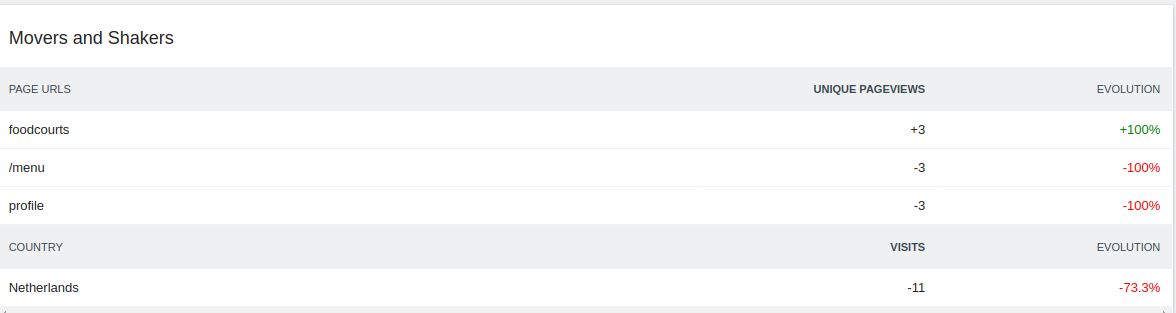 Movers and Shakers
PAGE URLS UNIQUE PAGEVIEWS EVOLUTION
foodcourts +3 +100%
/menu -3 -100%
profile -3 -100%
COUNTRY VISITS EVOLUTION
Netherlands -11 -73.3%